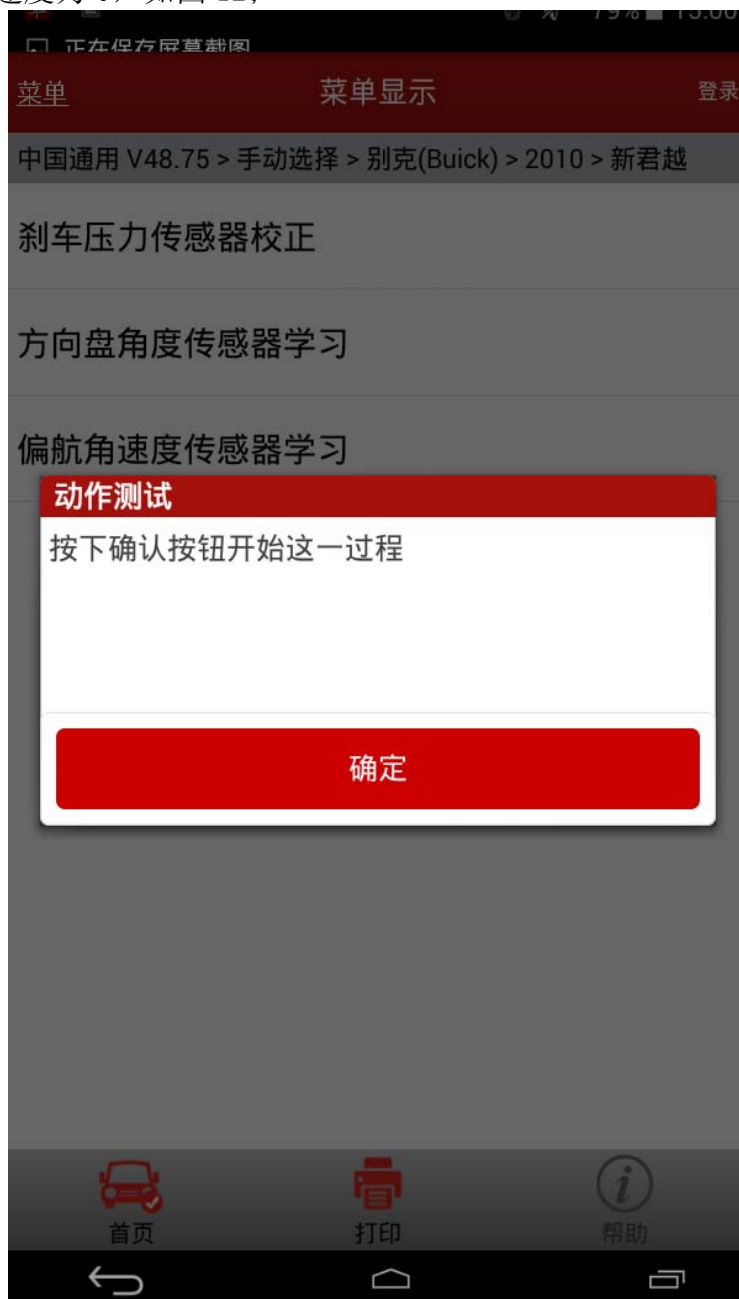 正在保存屏幕截图
菜单 菜单显示 登录
中国通用 V48.75 > 手动选择 > 别克(Buick) > 2010 > 新君越
刹车压力传感器校正
方向盘角度传感器学习
偏航角速度传感器学习
动作测试
按下确认按钮开始这一过程
确定
首页 打印 帮助